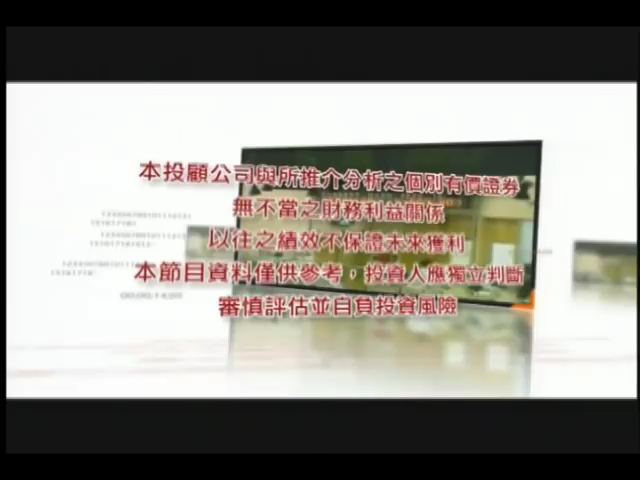 本投顧公司與所推介分析之個別有價證券
無不當之財務利益關係
以往之績效不保證未來獲利
本節目資料僅供參考，投資人應獨立判斷
審慎評估並自負投資風險